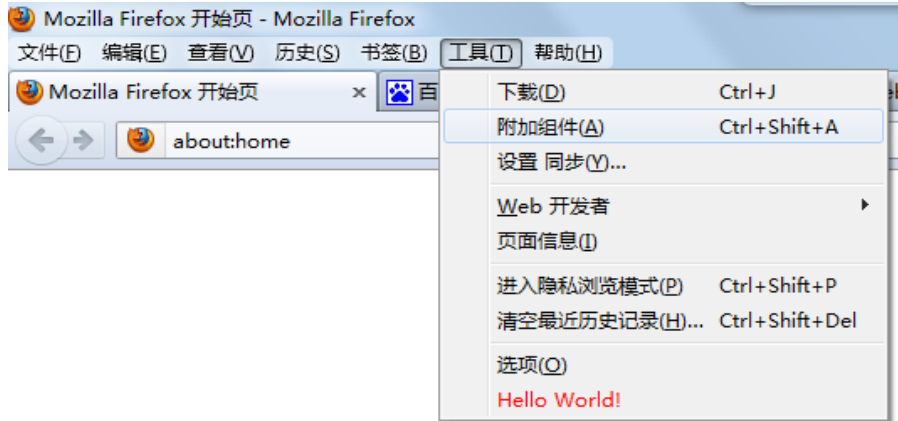 Mozilla Firefox 开始页 - Mozilla Firefox
文件(F) 编辑(E) 查看(V) 历史(S) 书签(B) 工具(T) 帮助(H)
Mozilla Firefox 开始页 × 百
about:home
下载(D) Ctrl+J
附加组件(A) Ctrl+Shift+A
设置 同步(Y)...
Web 开发者
页面信息(I)
进入隐私浏览模式(P) Ctrl+Shift+P
清空最近历史记录(H)... Ctrl+Shift+Del
选项(O)
Hello World!